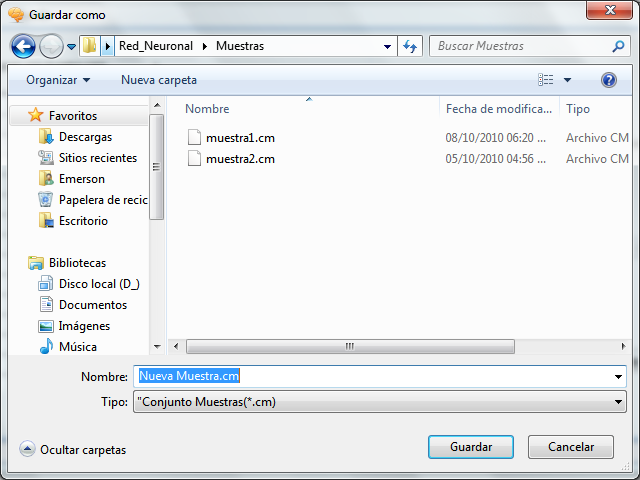 Guardar como
Red_Neuronal Muestras
Buscar Muestras
Organizar Nueva carpeta
Nombre Fecha de modifica... Tipo
muestra1.cm 08/10/2010 06:20 ... Archivo CM
muestra2.cm 05/10/2010 04:56 ... Archivo CM
Favoritos
Descargas
Sitios recientes
Emerson
Papelera de recic
Escritorio
Bibliotecas
Disco local (D_)
Documentos
Imágenes
Música
Nombre: Nueva Muestra.cm
Tipo: "Conjunto Muestras(*.cm)
Ocultar carpetas
Guardar Cancelar